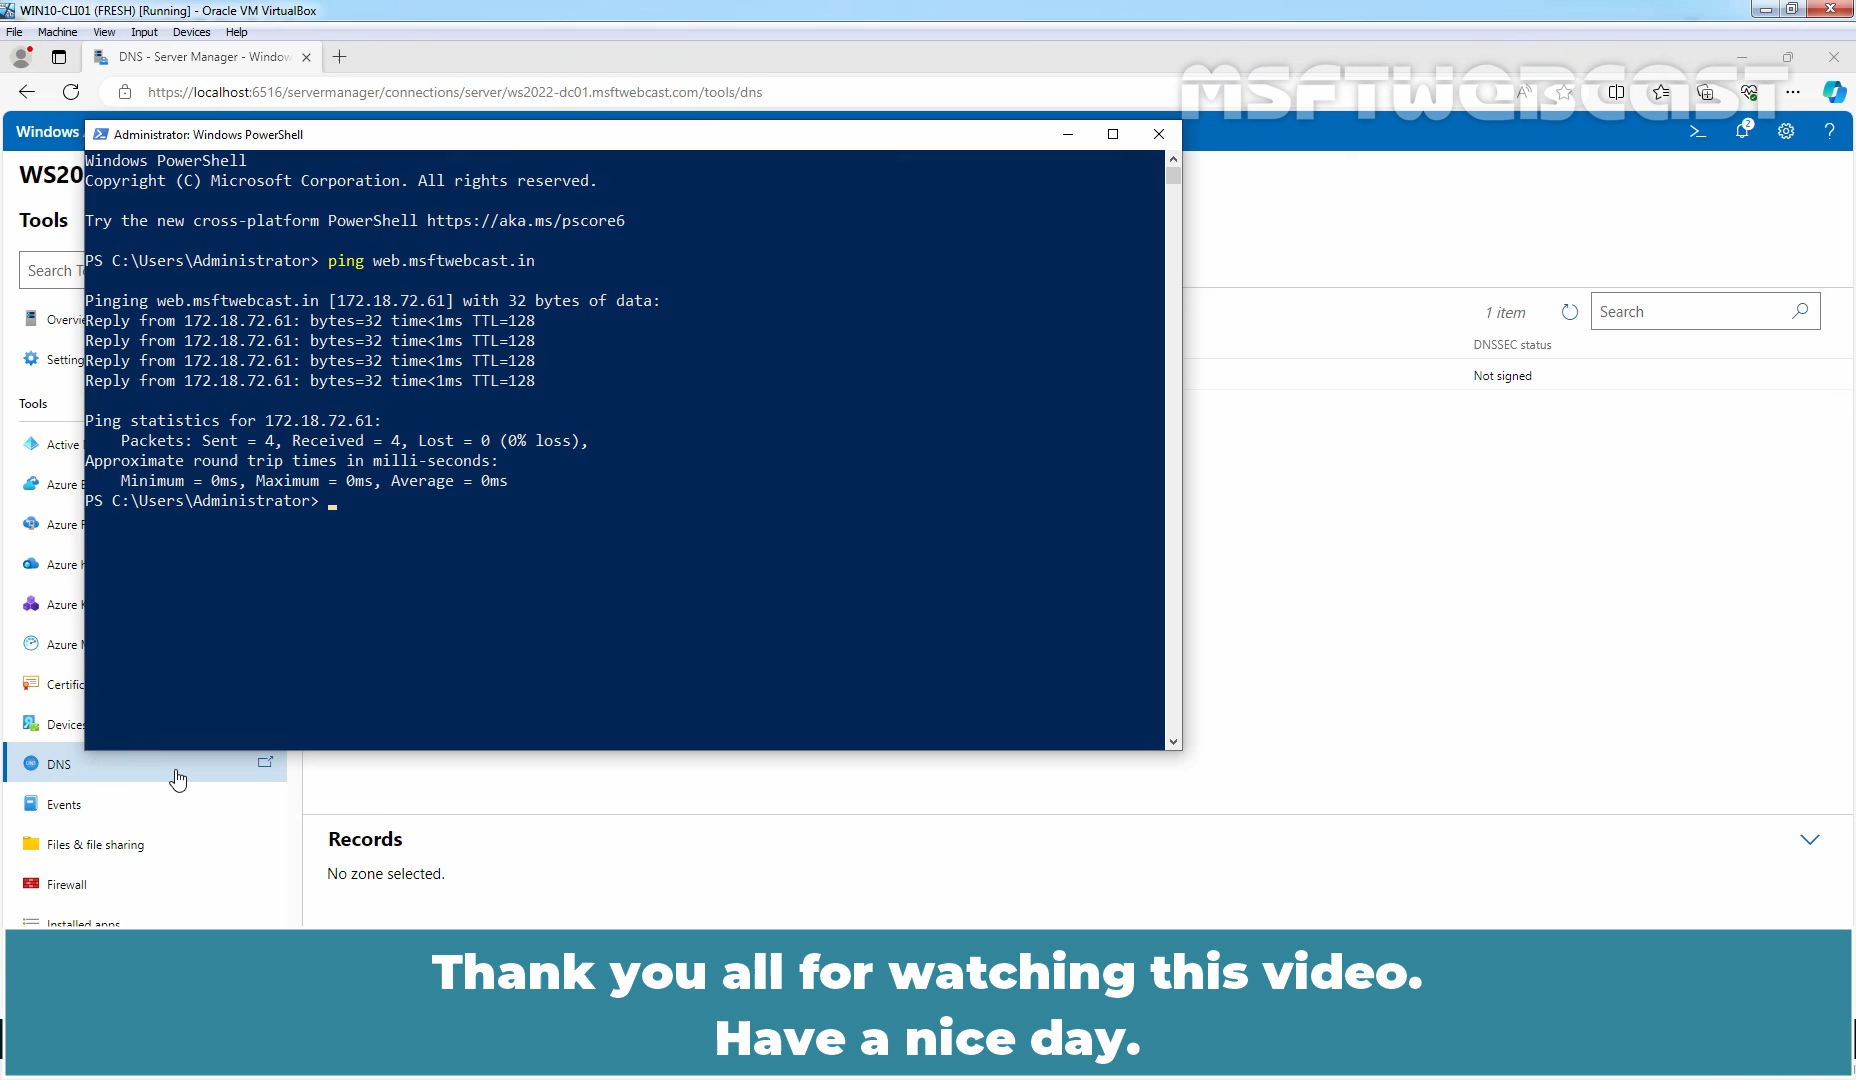 WIN10-CLI01 (FRESH) [Running] - Oracle VM VirtualBox
File Machine View Input Devices Help
DNS - Server Manager - Window
https://localhost:6516/servermanager/connections/server/ws2022-dc01.msftwebcast.com/tools/dns
MSFTWEBCAST
Windows
Administrator: Windows PowerShell
2
WS20
Tools
Search To
Overvie
Setting
Tools
Active
Azure B
Azure F
Azure h
Azure K
Azure M
Certific
Devices
DNS
Events
Files & file sharing
Firewall
Installed apps
Windows PowerShell
Copyright (C) Microsoft Corporation. All rights reserved.
Try the new cross-platform PowerShell https://aka.ms/pscore6
PS C:\Users\Administrator> ping web.msftwebcast.in
Pinging web.msftwebcast.in [172.18.72.61] with 32 bytes of data:
Reply from 172.18.72.61: bytes=32 time<1ms TTL=128
Reply from 172.18.72.61: bytes=32 time<1ms TTL=128
Reply from 172.18.72.61: bytes=32 time<1ms TTL=128
Reply from 172.18.72.61: bytes=32 time<1ms TTL=128
Ping statistics for 172.18.72.61:
Packets: Sent = 4, Received = 4, Lost = 0 (0% loss),
Approximate round trip times in milli-seconds:
Minimum = 0ms, Maximum = 0ms, Average = 0ms
PS C:\Users\Administrator>
1 item
Search
DNSSEC status
Not signed
Records
No zone selected.
Thank you all for watching this video.
Have a nice day.